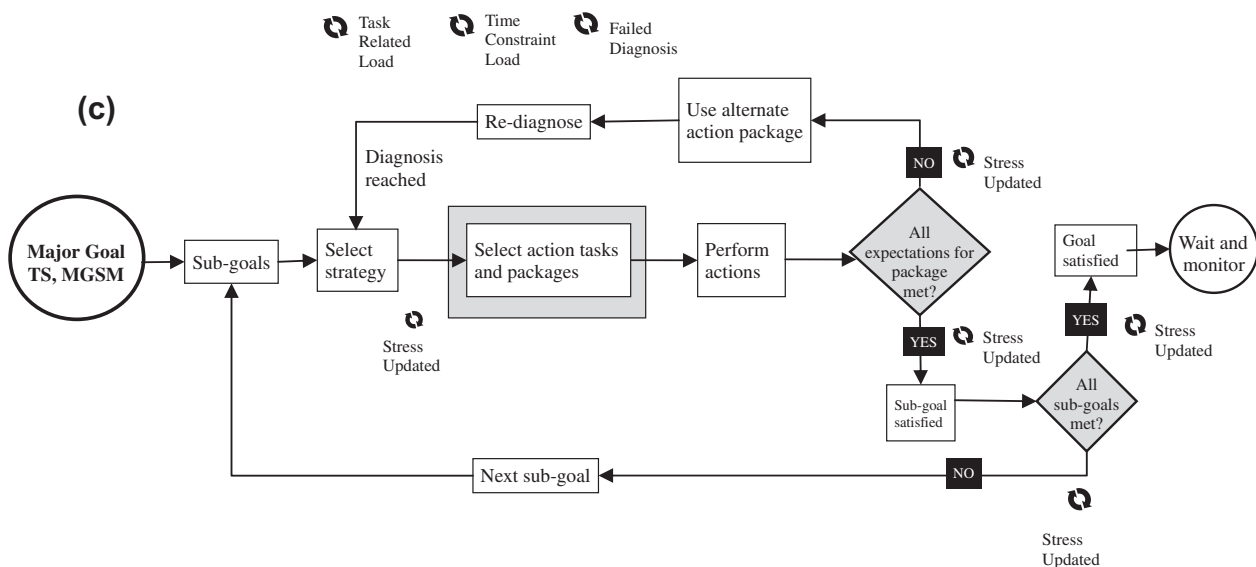 Task
Related
Load
Time
Constraint
Load
Failed
Diagnosis
(c)
Re-diagnose
Use alternate
action package
NO
Stress
Updated
Diagnosis
reached
Major Goal
TS, MGSM
Sub-goals
Select
strategy
Select action tasks
and packages
Perform
actions
All
expectations for
package
met?
Goal
satisfied
Wait and
monitor
Stress
Updated
YES
Stress
Updated
YES
Stress
Updated
Sub-goal
satisfied
All
sub-goals
met?
Next sub-goal
NO
Stress
Updated